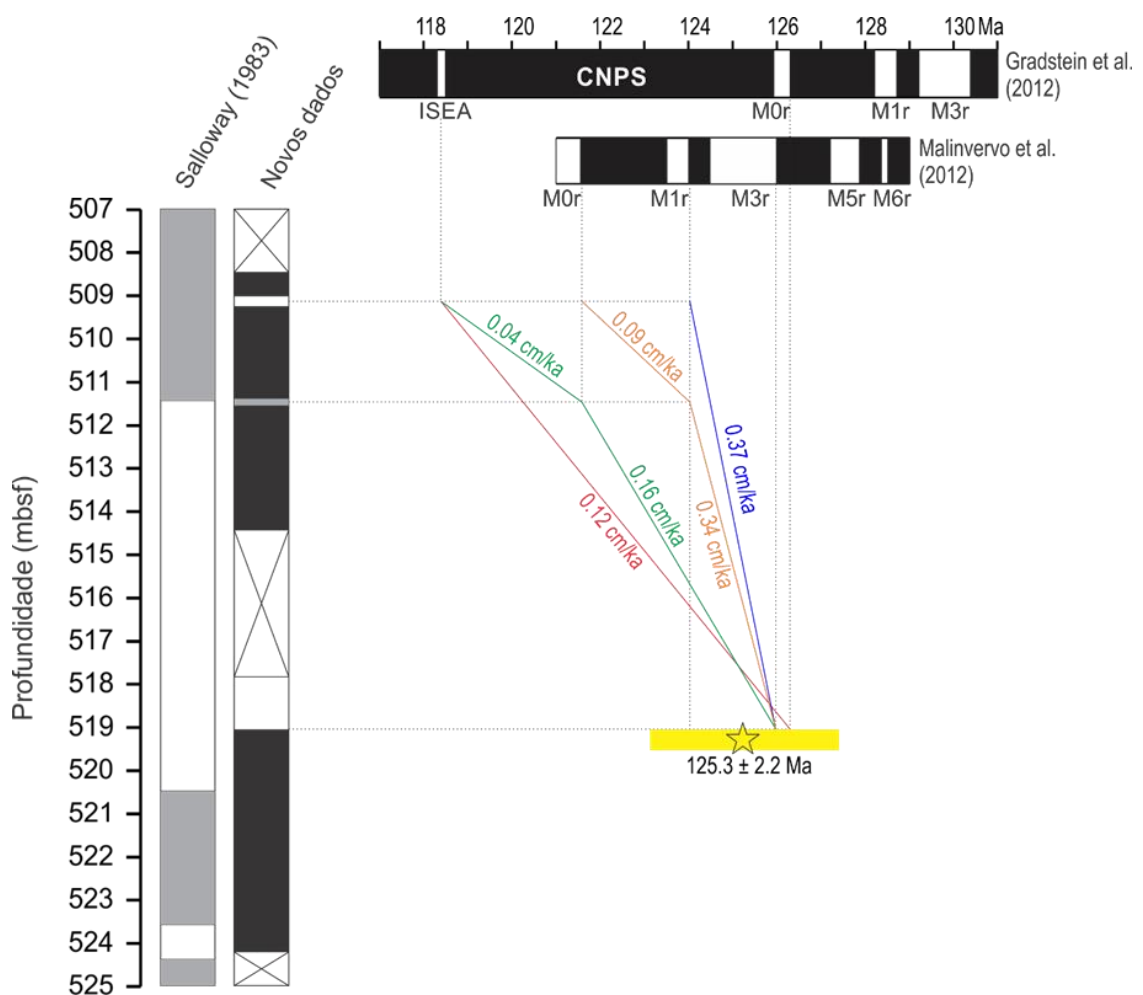 118 120 122 124 126 128 130 Ma
CNPS
Gradstein et al.
(2012)
ISEA M0r M1r M3r
Malinvervo et al.
(2012)
M0r M1r M3r M5r M6r
Salloway (1983)
Novos dados
Profundidade (mbsf)
507
508
509
510
511
512
513
514
515
516
517
518
519
520
521
522
523
524
525
0.04 cm/ka
0.09 cm/ka
0.37 cm/ka
0.16 cm/ka
0.12 cm/ka
0.34 cm/ka
125.3 ± 2.2 Ma